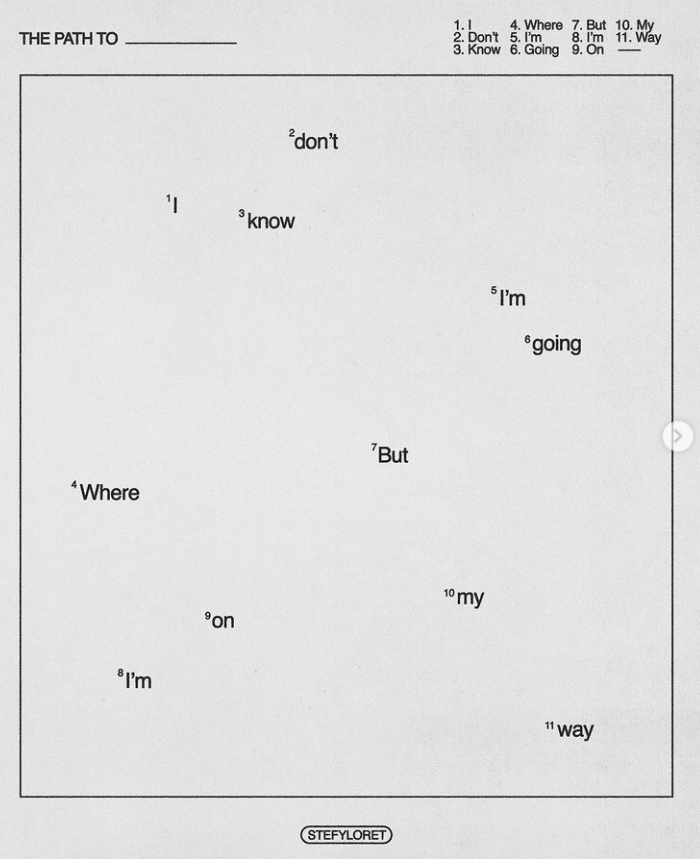 THE PATH TO
1. I 4. Where 7. But 10. My
2. Don't 5. I'm 8. I'm 11. Way
3. Know 6. Going 9. On
2 don't
1 I
3 know
5 I'm
6 going
7 But
4 Where
10 my
9 on
8 I'm
11 way
STEFYLORET